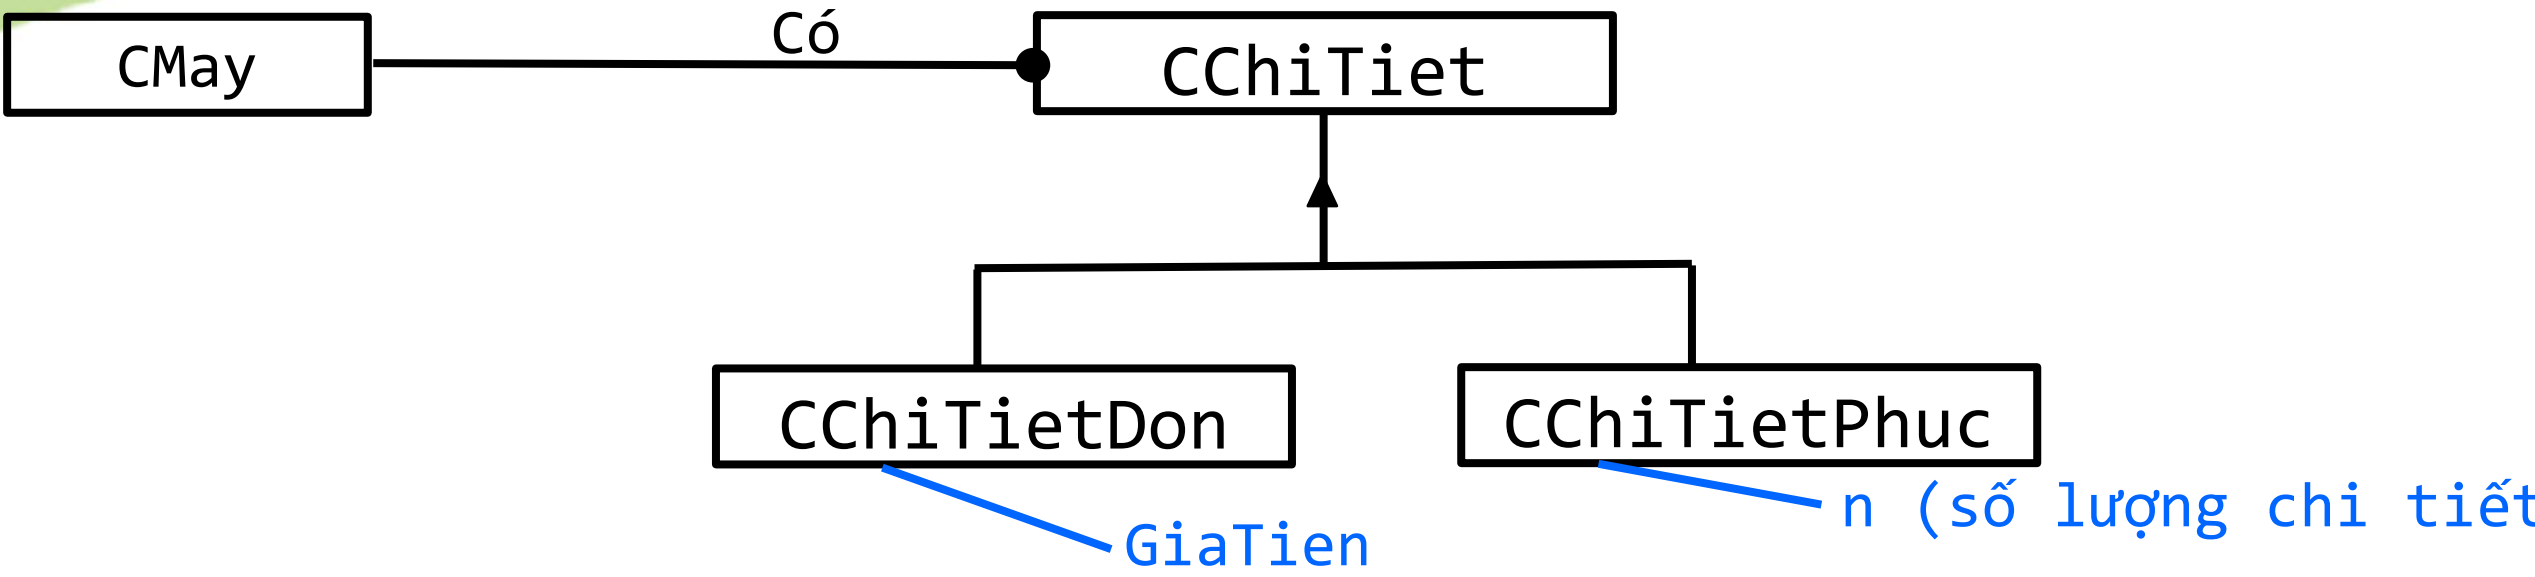 CMay
Có
CChiTiet
CChiTietDon
CChiTietPhuc
GiaTien
n (số lượng chi tiết